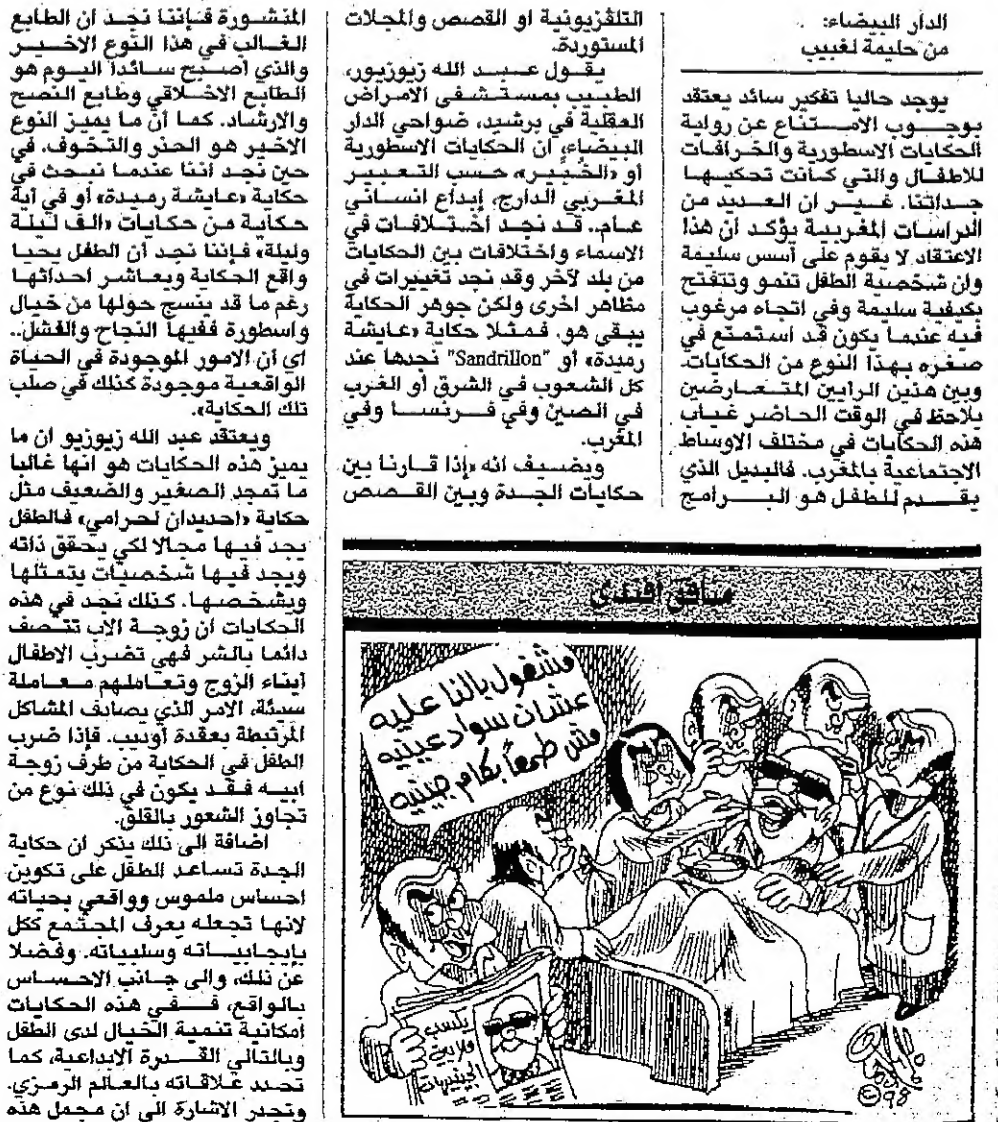 الدار البيضاء:
من حليمة لغبيب
يوجد حاليا تفكير سائد يعتقد
بوجوب الامتناع عن رواية
الحكايات الاسطورية والخرافات
للاطفال والتي كانت تحكيها
جداتنا. غير ان العديد من
الدراسات المغربية يؤكد أن هذا
الاعتقاد لا يقوم على أسس سليمة
وان شخصية الطفل تنمو وتتفتح
بكيفية سليمة وفي اتجاه مرغوب
فيه عندما يكون قد استمتع في
صغره بهذا النوع من الحكايات.
وبين هذين الرايين المتعارضين
يلاحظ في الوقت الحاضر غياب
هذه الحكايات في مختلف الاوساط
الاجتماعية بالمغرب. فالبديل الذي
يقدم للطفل هو البرامج
التلفزيونية او القصص والمجلات
المستوردة.
يقول عبد الله زيوزيور،
الطبيب بمستشفى الامراض
العقلية في برشيد، ضواحي الدار
البيضاء، ان الحكايات الاسطورية
أو «الخْبَيِّر» حسب التعبير
المغربي الدارج، إبداع انساني
عام.. قد نجد اختلافات في
الاسماء واختلافات بين الحكايات
من بلد لآخر وقد نجد تغييرات في
مظاهر اخرى ولكن جوهر الحكاية
يبقى هو. فمثلا حكاية «عايشة
رميدة» او "Sandrillon" نجدها عند
كل الشعوب في الشرق أو الغرب
في الصين وفي فرنسا وفي
المغرب.
ويضيف انه «إذا قارنا بين
حكايات الجدة وبين القصص
المنشورة فإننا نجد ان الطابع
الغالب في هذا النوع الاخير
والذي اصبح سائدا اليوم هو
الطابع الاخلاقي وطابع النصح
والارشاد. كما ان ما يميز النوع
الاخير هو الحذر والتخوف. في
حين نجد اننا عندما نبحث في
حكاية «عايشة رميدة» أو في أية
حكاية من حكايات «الف ليلة
وليلة» فإننا نجد أن الطفل يحيا
واقع الحكاية ويعاشر احداثها
رغم ما قد ينسج حولها من خيال
واسطورة ففيها النجاح والفشل..
اي أن الامور الموجودة في الحياة
الواقعية موجودة كذلك في صلب
تلك الحكاية».
ويعتقد عبد الله زيوزيو ان ما
يميز هذه الحكايات هو انها غالبا
ما تمجد الصغير والضعيف مثل
حكاية «احديدان لحرامي» فالطفل
يجد فيها مجالا لكي يحقق ذاته
ويجد فيها شخصيات يتمثلها
ويشخصها. كذلك نجد في هذه
الحكايات ان زوجة الأب تتصف
دائما بالشر فهي تضرب الاطفال
أبناء الزوج وتعاملهم معاملة
سيئة، الامر الذي يصادف المشاكل
المرتبطة بعقدة أوديب. فإذا ضرب
الطفل في الحكاية من طرف زوجة
ابيه فقد يكون في ذلك نوع من
تجاوز الشعور بالقلق.
اضافة إلى ذلك يذكر ان حكاية
الجدة تساعد الطفل على تكوين
احساس ملموس وواقعي بحياته
لانها تجعله يعرف المجتمع ككل
بإيجابياته وسلبياته. وفضلا
عن ذلك، والى جانب الاحساس
بالواقع، ففي هذه الحكايات
امكانية تنمية الخيال لدى الطفل
وبالتالي القدرة الابداعية، كما
تحدد علاقاته بالعالم الرمزي.
وتجدر الاشارة الى ان مجمل هذه
مشغول بالنا عليه
عشان سواد عينيه
مش طمعاً بكام جنيه
يكسب
ملايين
الجنيهات
98